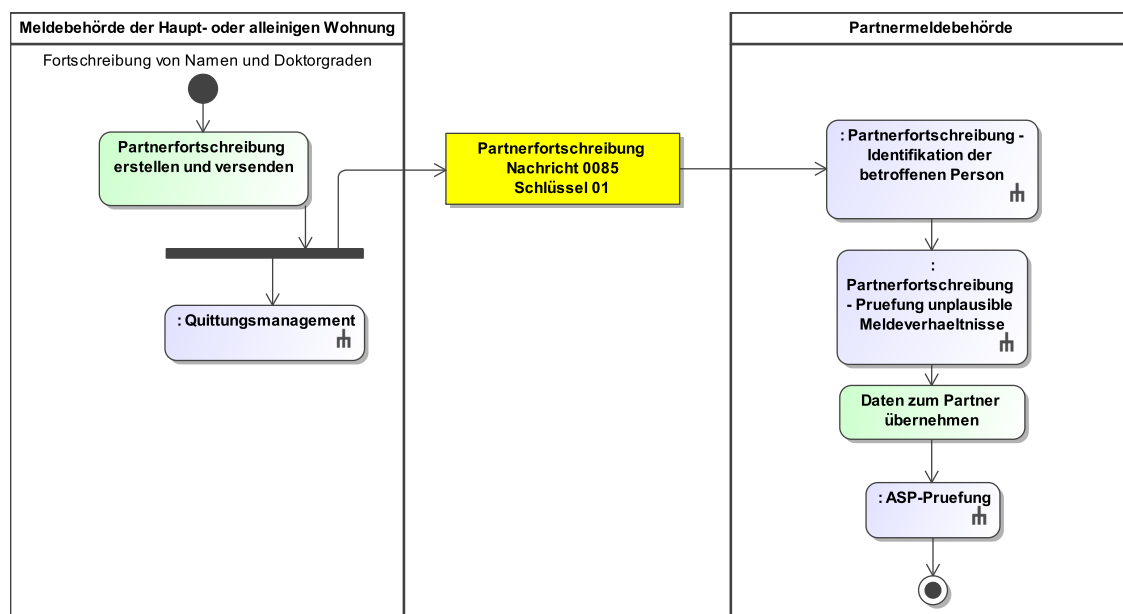 Meldebehörde der Haupt- oder alleinigen Wohnung
Fortschreibung von Namen und Doktorgraden
Partnerfortschreibung
erstellen und versenden
: Quittungsmanagement
Partnerfortschreibung
Nachricht 0085
Schlüssel 01
Partnermeldebehörde
: Partnerfortschreibung -
Identifikation der
betroffenen Person
:
Partnerfortschreibung
- Pruefung unplausible
Meldeverhaeltnisse
Daten zum Partner
übernehmen
: ASP-Pruefung